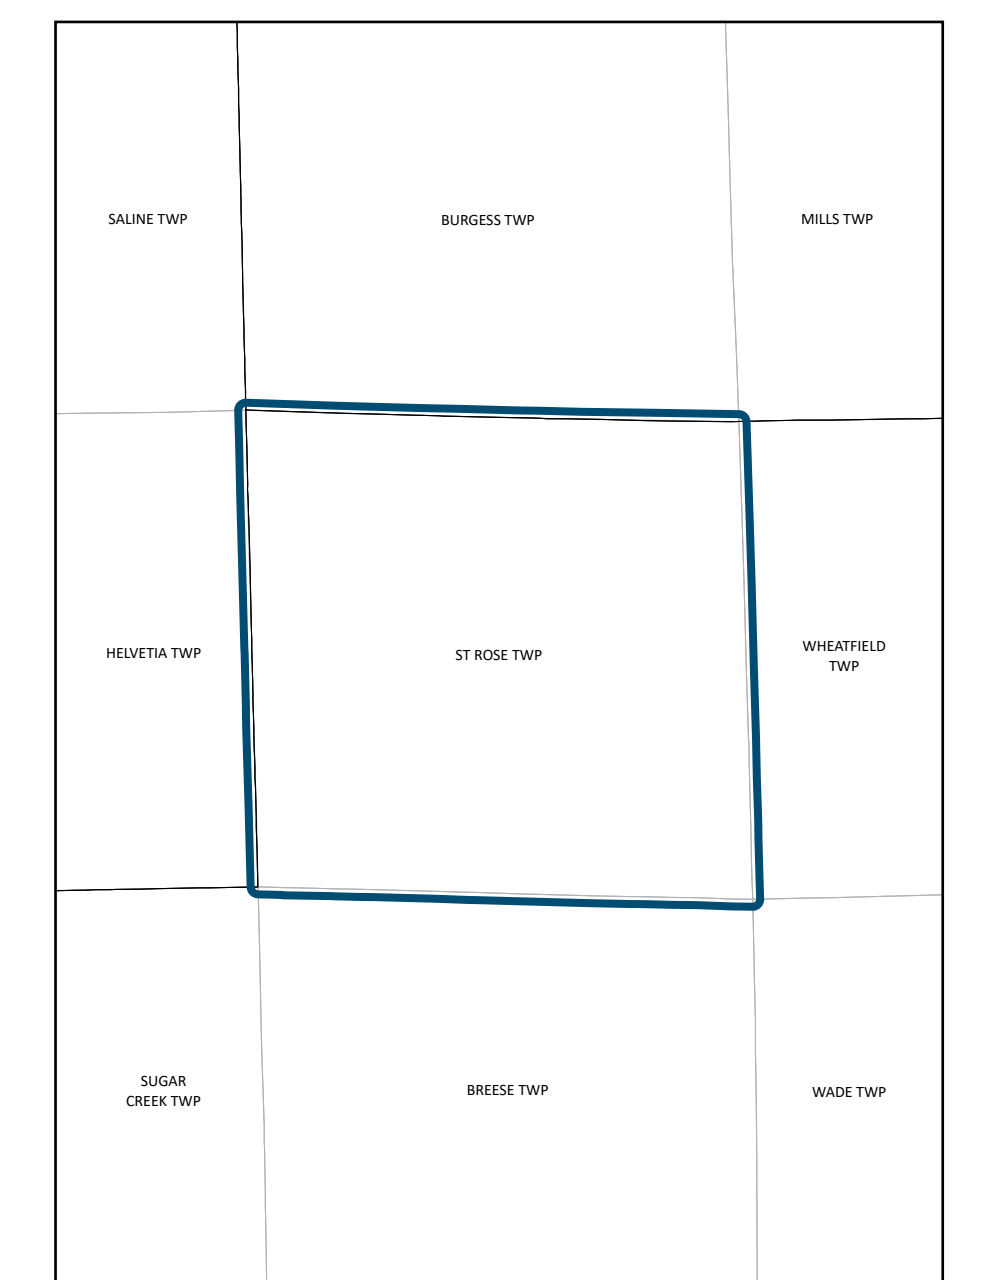 SALINE TWP
BURGESS TWP
MILLS TWP
HELVETIA TWP
ST ROSE TWP
WHEATFIELD
TWP
SUGAR
CREEK TWP
BREESE TWP
WADE TWP